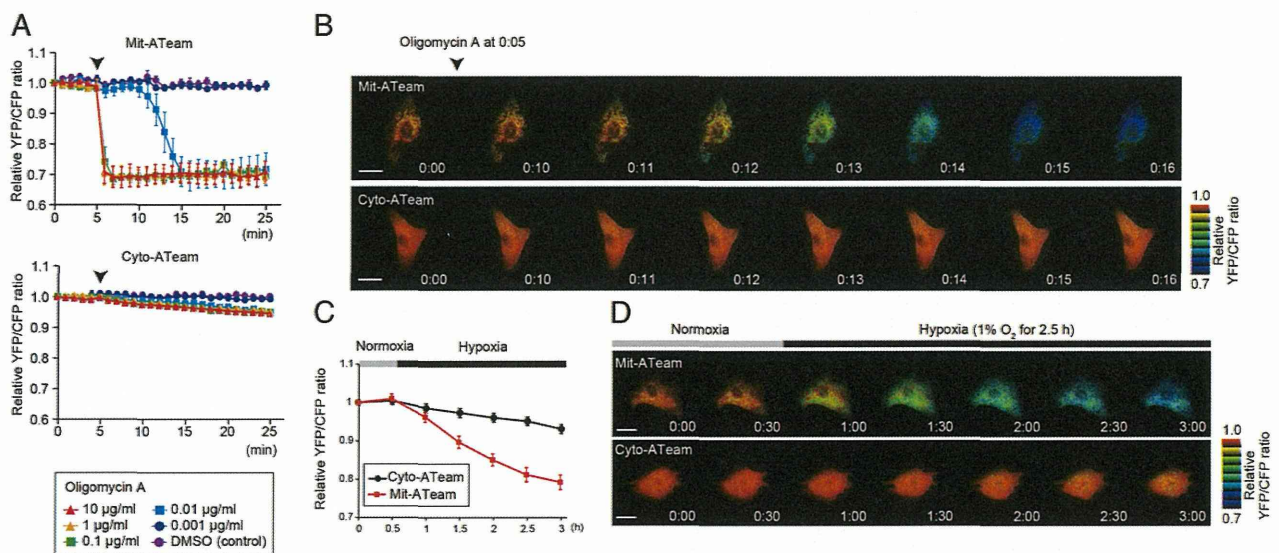 A
Mit-ATeam
Relative YFP/CFP ratio
1.1
1.0
0.9
0.8
0.7
0.6
0 5 10 15 20 25
(min)
Cyto-ATeam
Relative YFP/CFP ratio
1.1
1.0
0.9
0.8
0.7
0.6
0 5 10 15 20 25
(min)
Oligomycin A
10 µg/ml 0.01 µg/ml
1 µg/ml 0.001 µg/ml
0.1 µg/ml DMSO (control)
B
Oligomycin A at 0:05
Mit-ATeam
0:00 0:10 0:11 0:12 0:13 0:14 0:15 0:16
Cyto-ATeam
0:00 0:10 0:11 0:12 0:13 0:14 0:15 0:16
1.0
Relative
YFP/CFP ratio
0.7
C
Normoxia Hypoxia
Relative YFP/CFP ratio
1.1
1
0.9
0.8
0.7
Cyto-ATeam
Mit-ATeam
0 0.5 1 1.5 2 2.5 3 (h)
D
Normoxia Hypoxia (1% O₂ for 2.5 h)
Mit-ATeam
0:00 0:30 1:00 1:30 2:00 2:30 3:00
Cyto-ATeam
0:00 0:30 1:00 1:30 2:00 2:30 3:00
1.0
Relative
YFP/CFP ratio
0.7